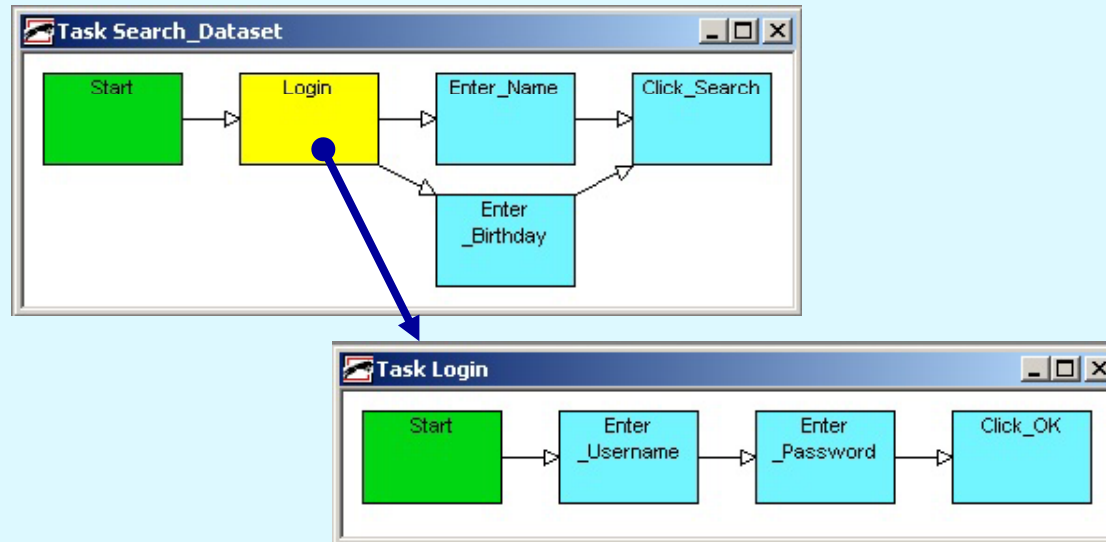 Task Search_Dataset
Start
Login
Enter_Name
Click_Search
Enter
_Birthday
Task Login
Start
Enter
_Username
Enter
_Password
Click_OK